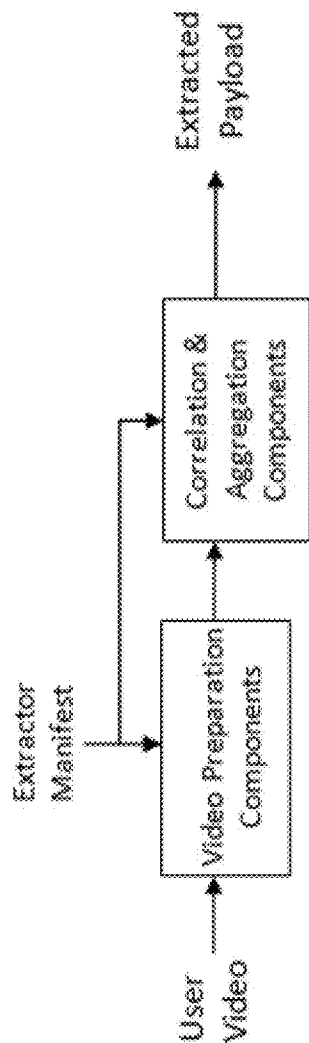 Extractor
Manifest
User
Video
Video Preparation
Components
Correlation &
Aggregation
Components
Extracted
Payload